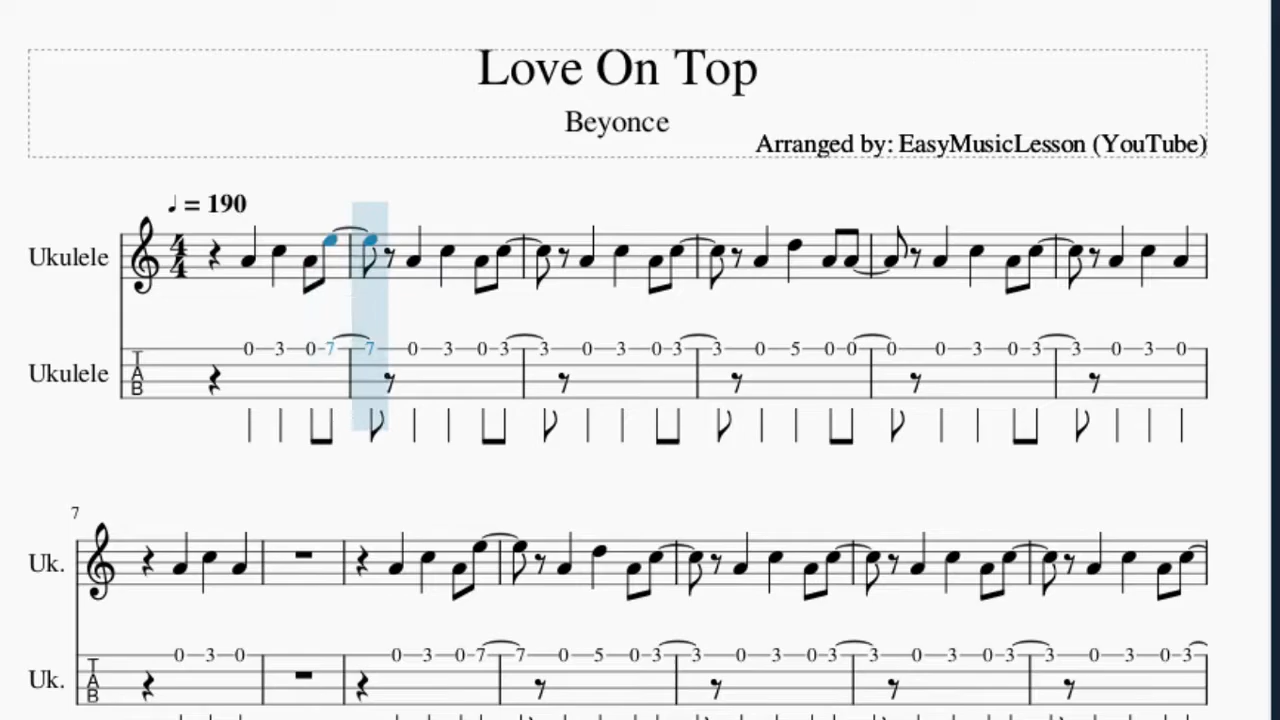 Love On Top
Beyonce
Arranged by: EasyMusicLesson (YouTube)
♩ = 190
Ukulele
4
4
Ukulele
T
A
B
0 3 0 7 7 0 3 0 3 3 0 3 0 3 3 0 5 0 0 0 0 3 0 3 3 0 3 0
7
Uk.
Uk.
T
A
B
0 3 0 0 3 0 7 7 0 5 0 3 3 0 3 0 3 3 0 3 0 3 3 0 3 0 3